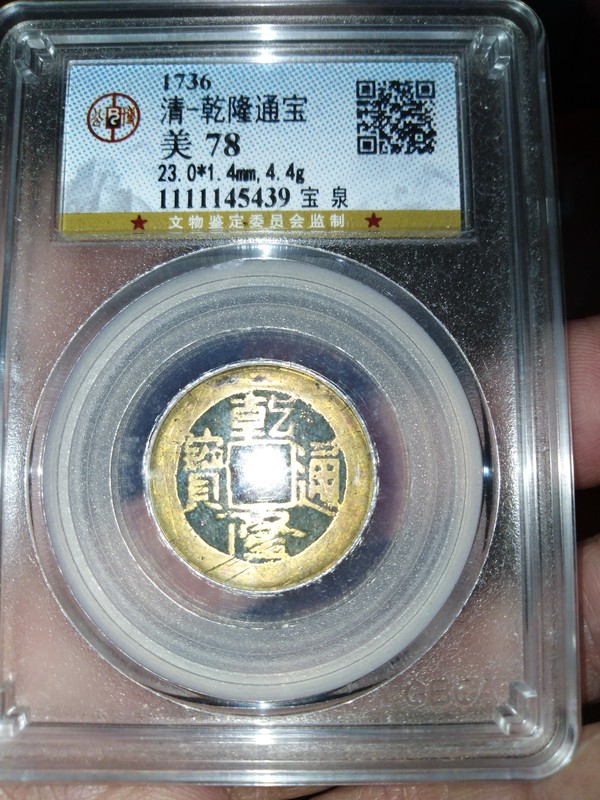 1736
清-乾隆通宝
美 78
23.0*1.4mm,4.4g
1111145439 宝 泉
★ 文物鉴定委员会监制 ★
乾
隆
通
寳